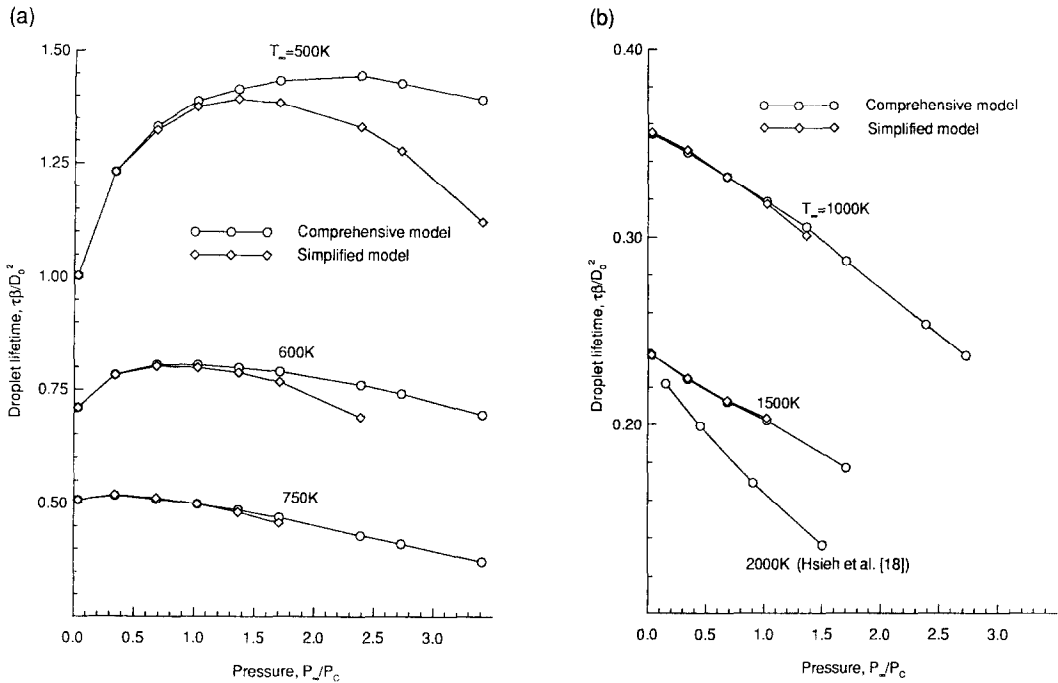 (a)
1.50
1.25
1.00
0.75
0.50
Droplet lifetime, τβ/D₀²
T∞=500K
Comprehensive model
Simplified model
600K
750K
0.0 0.5 1.0 1.5 2.0 2.5 3.0
Pressure, P∞/P_C
(b)
0.40
0.30
0.20
Droplet lifetime, τβ/D₀²
Comprehensive model
Simplified model
T∞=1000K
1500K
2000K (Hsieh et al. [18])
0.0 0.5 1.0 1.5 2.0 2.5 3.0
Pressure, P∞/P_C